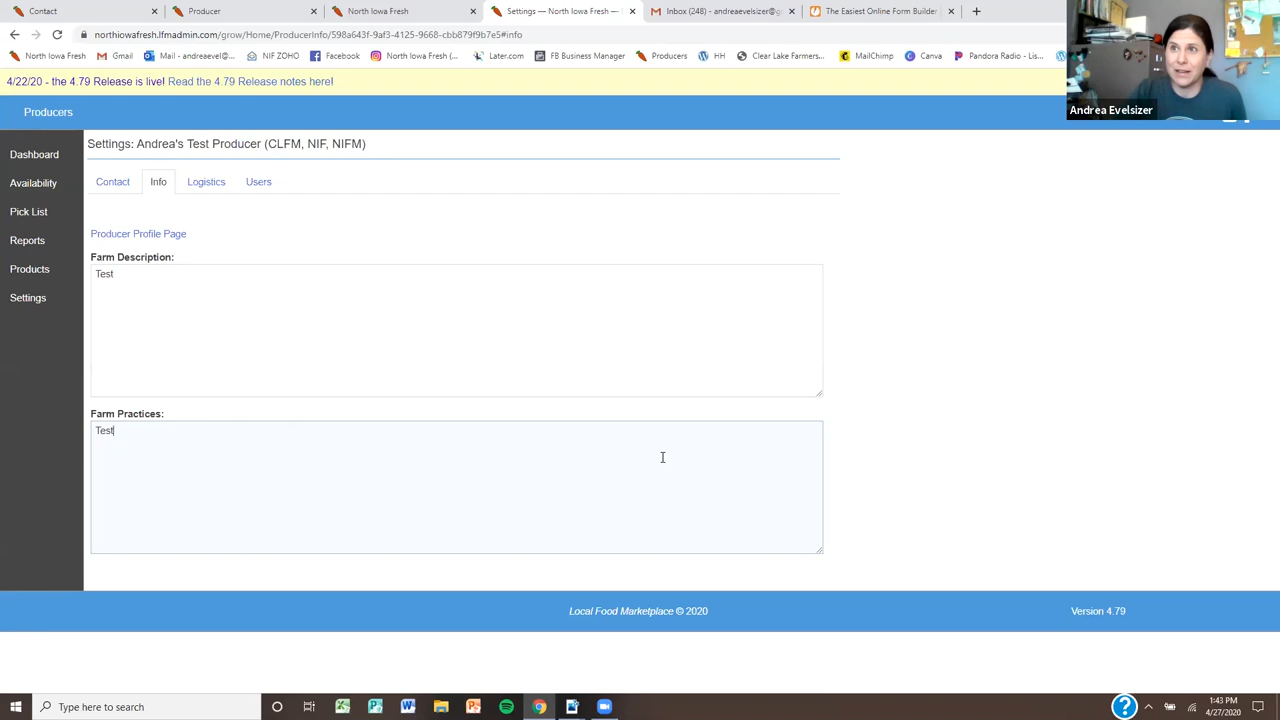 Contact
Producer
North Iowa Fresh
Settings — North Iowa Fresh —
Inbox (248) - andreaevelsizer@g
The Easiest Online Form Builder
northiowafresh.lfmadmin.com/grow/Home/ProducerInfo/598a643f-
-4125-9668-cbb879f9b7e5#info
North Iowa Fresh
Gmail
Mail - andreaevel@...
NIF ZOHO
Facebook
North Iowa Fresh (...
Later.com
FB Business Manager
Producers
HH
Clear Lake Farmers...
MailChimp
Canva
Pandora Radio - Lis...
4/22/20 - the 4.79 Release is live! Read the 4.79 Release notes here!
Andrea Evelsizer
Producers
Dashboard
Availability
Pick List
Reports
Products
Settings
Settings: Andrea's Test Producer (CLFM, NIF, NIFM)
Contact
Info
Logistics
Users
Producer Profile Page
Farm Description:
Test
Farm Practices:
Test
Local Food Marketplace © 2020
Version 4.79
Type here to search
1:43 PM
4/27/2020